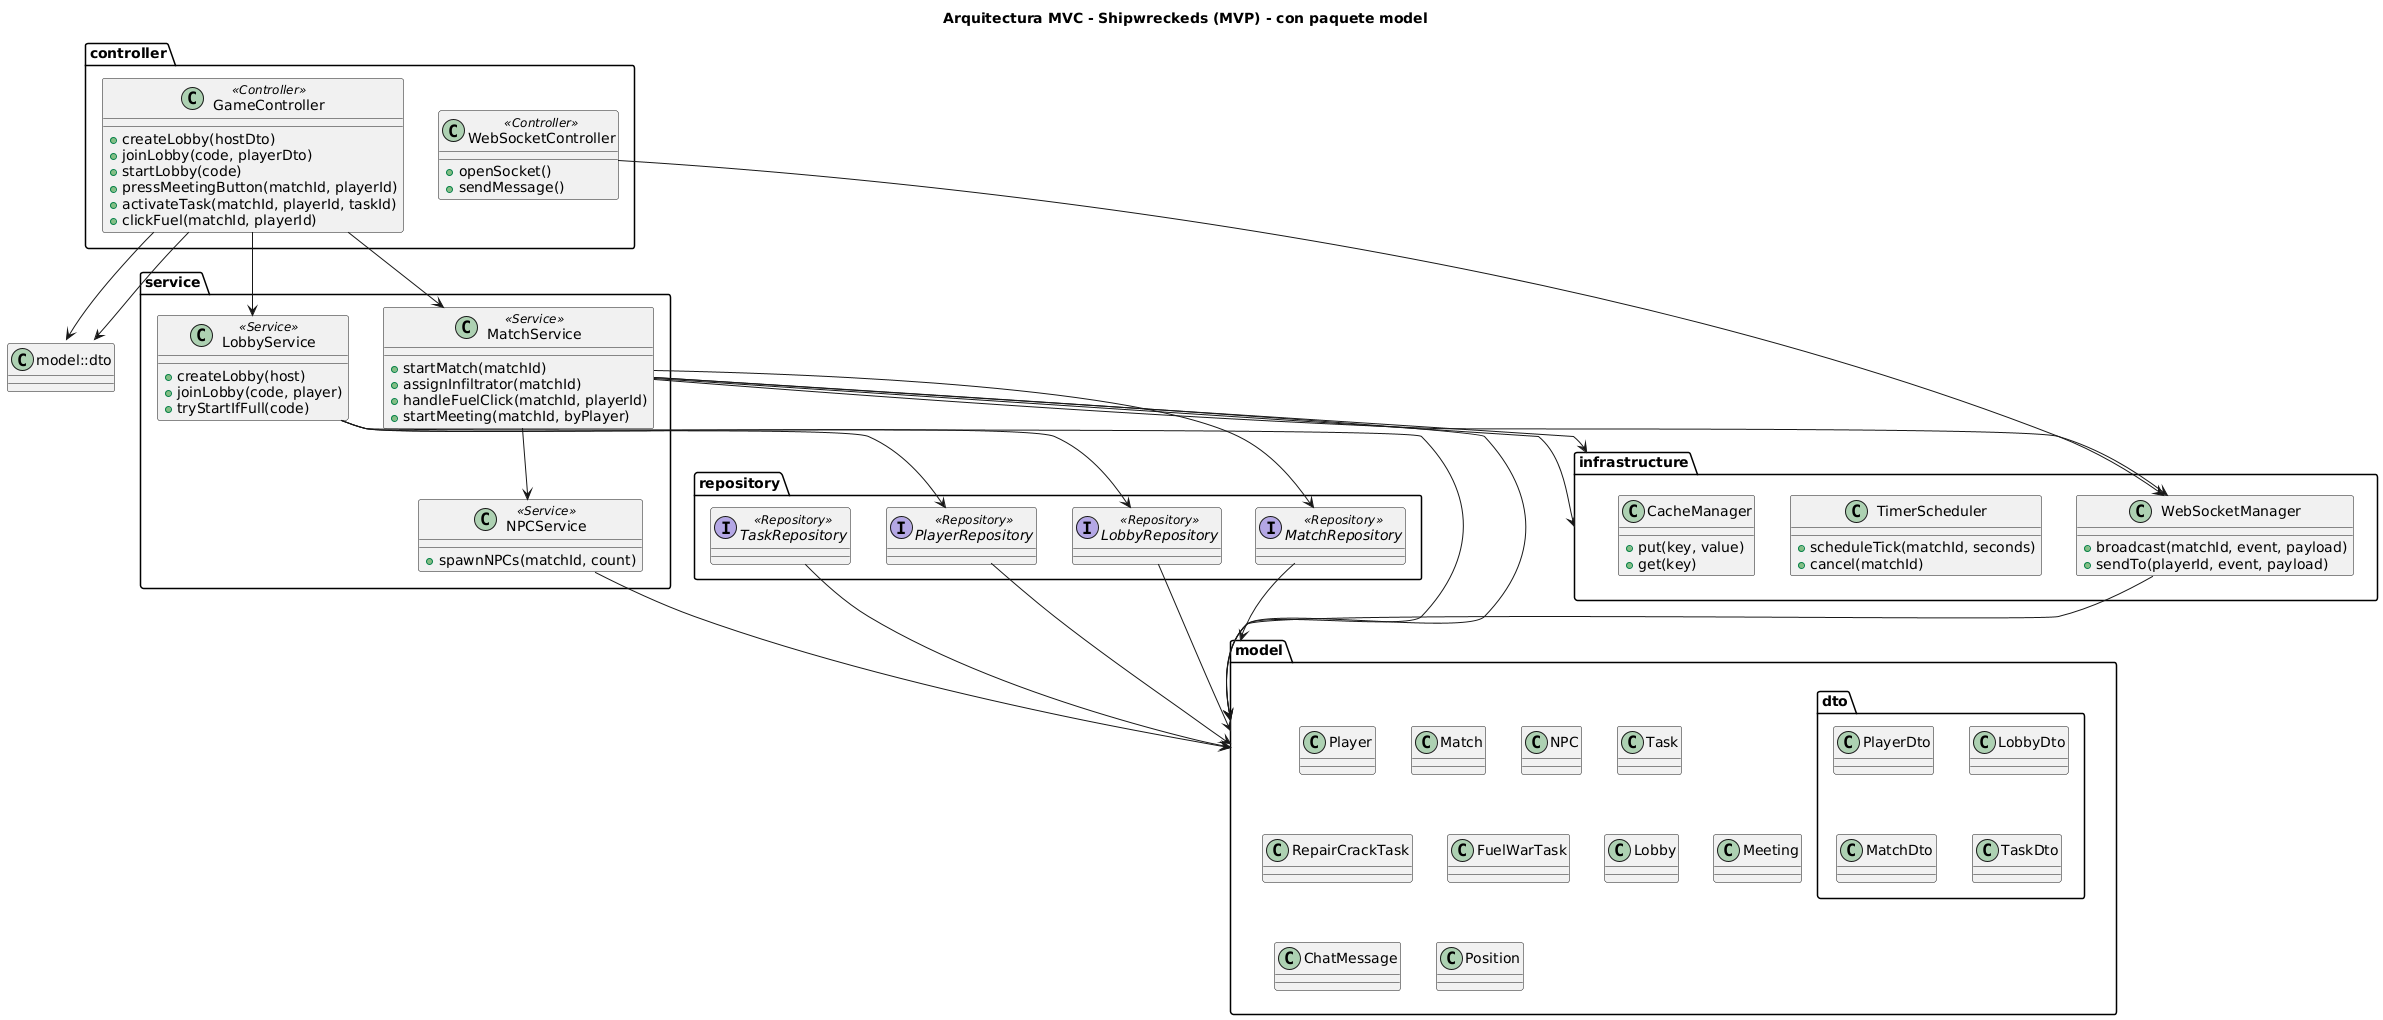 Arquitectura MVC - Shipwreckeds (MVP) - con paquete model
controller
«Controller»
GameController
createLobby(hostDto)
joinLobby(code, playerDto)
startLobby(code)
pressMeetingButton(matchId, playerId)
activateTask(matchId, playerId, taskId)
clickFuel(matchId, playerId)
«Controller»
WebSocketController
openSocket()
sendMessage()
model::dto
service
«Service»
LobbyService
createLobby(host)
joinLobby(code, player)
tryStartIfFull(code)
«Service»
MatchService
startMatch(matchId)
assignInfiltrator(matchId)
handleFuelClick(matchId, playerId)
startMeeting(matchId, byPlayer)
«Service»
NPCService
spawnNPCs(matchId, count)
repository
«Repository»
TaskRepository
«Repository»
PlayerRepository
«Repository»
LobbyRepository
«Repository»
MatchRepository
infrastructure
CacheManager
put(key, value)
get(key)
TimerScheduler
scheduleTick(matchId, seconds)
cancel(matchId)
WebSocketManager
broadcast(matchId, event, payload)
sendTo(playerId, event, payload)
model
Player
Match
NPC
Task
RepairCrackTask
FuelWarTask
Lobby
Meeting
ChatMessage
Position
dto
PlayerDto
LobbyDto
MatchDto
TaskDto